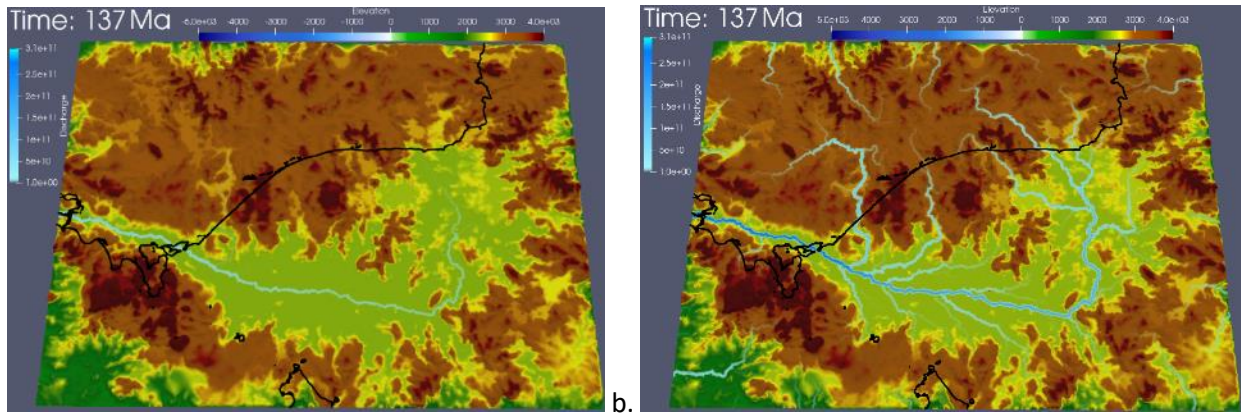 Time: 137 Ma
Elevation
-5.0e+03 -4000 -3000 -2000 -1000 0 1000 2000 3000 4.0e+03
3.1e+11
2.5e+11
2e+11
1.5e+11
1e+11
5e+10
1.0e+00
Discharge
b.
Time: 137 Ma
Elevation
5.0e+03 -4000 -3000 -2000 -1000 0 1000 2000 3000 4.0e+03
3.1e+11
2.5e+11
2e+11
1.5e+11
1e+11
5e+10
1.0e+00
Discharge